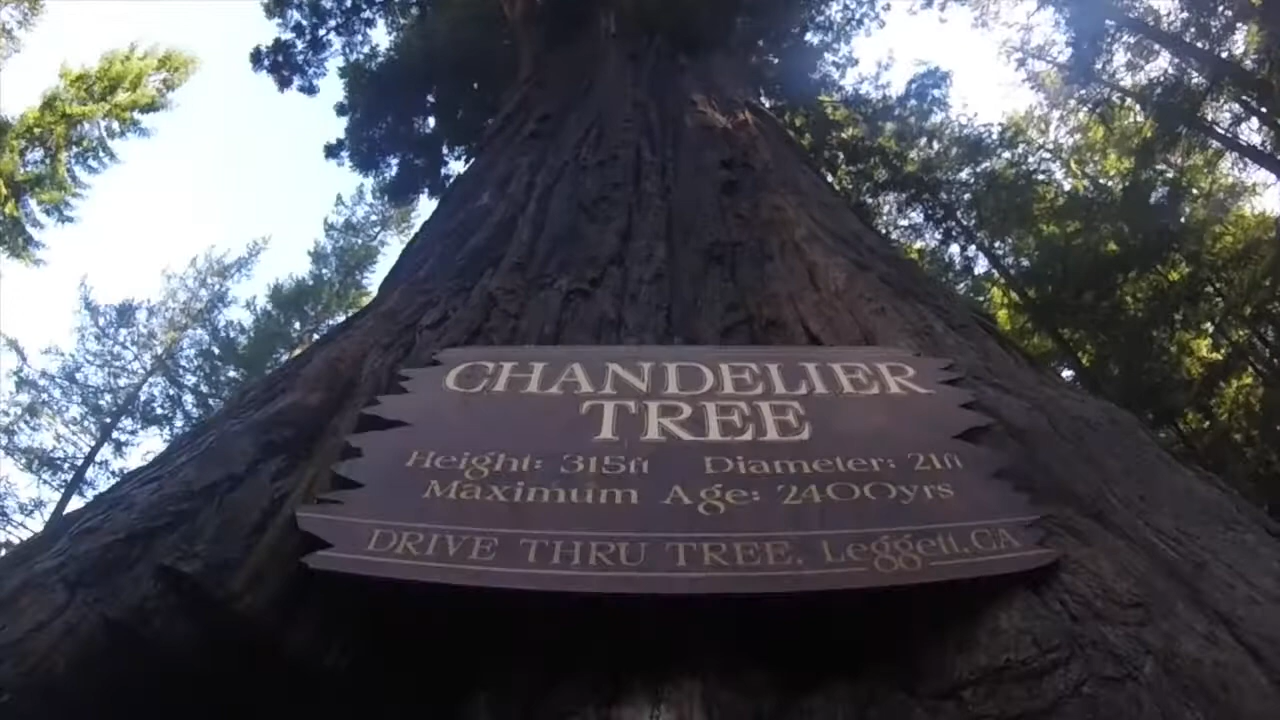 CHANDELIER
TREE
Height: 315ft Diameter: 21ft
Maximum Age: 2400yrs
DRIVE THRU TREE, Leggett, CA